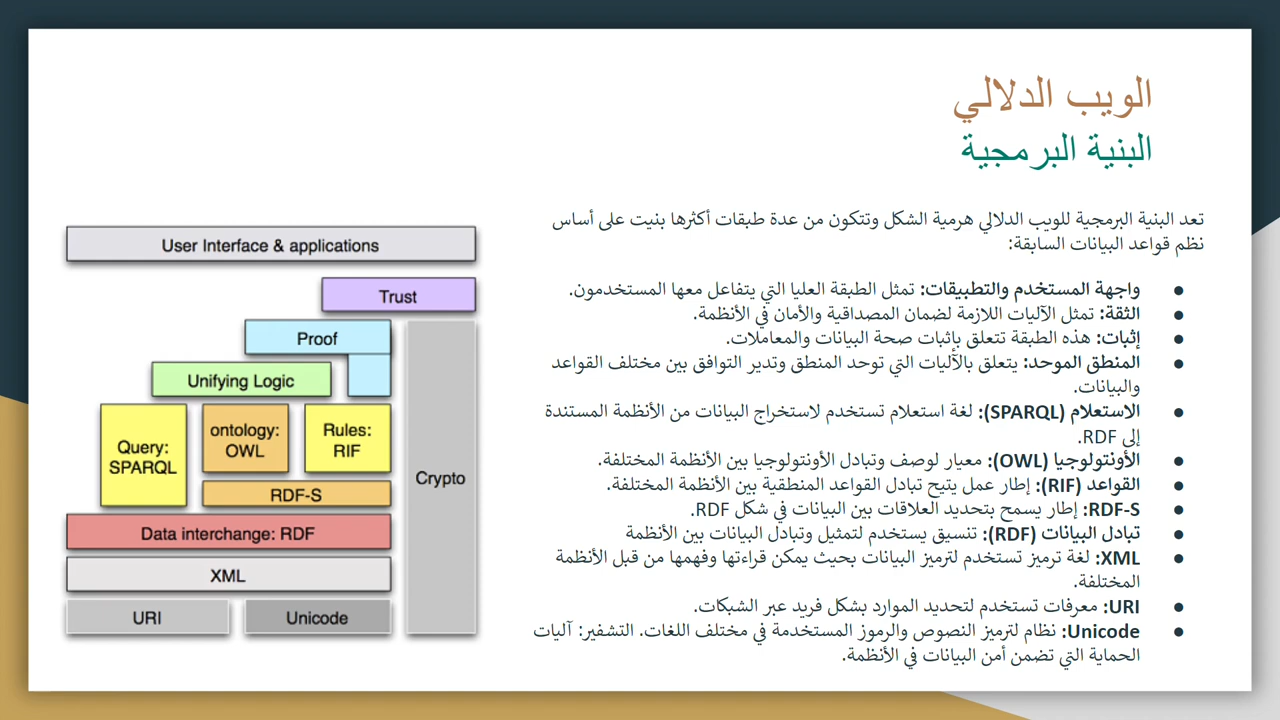 الويب الدلالي
البنية البرمجية
تعد البنية البرمجية للويب الدلالي هرمية الشكل وتتكون من عدة طبقات أكثرها بنيت على أساس
نظم قواعد البيانات السابقة:
● واجهة المستخدم والتطبيقات: تمثل الطبقة العليا التي يتفاعل معها المستخدمون.
● الثقة: تمثل الآليات اللازمة لضمان المصداقية والأمان في الأنظمة.
● إثبات: هذه الطبقة تتعلق بإثبات صحة البيانات والمعاملات.
● المنطق الموحد: يتعلق بالآليات التي توحد المنطق وتدير التوافق بين مختلف القواعد
والبيانات.
● الاستعلام (SPARQL): لغة استعلام تستخدم لاستخراج البيانات من الأنظمة المستندة
إلى RDF.
● الأونتولوجيا (OWL): معيار لوصف وتبادل الأونتولوجيا بين الأنظمة المختلفة.
● القواعد (RIF): إطار عمل يتيح تبادل القواعد المنطقية بين الأنظمة المختلفة.
● RDF-S: إطار يسمح بتحديد العلاقات بين البيانات في شكل RDF.
● تبادل البيانات (RDF): تنسيق يستخدم لتمثيل وتبادل البيانات بين الأنظمة
● XML: لغة ترميز تستخدم لترميز البيانات بحيث يمكن قراءتها وفهمها من قبل الأنظمة
المختلفة.
● URI: معرفات تستخدم لتحديد الموارد بشكل فريد عبر الشبكات.
● Unicode: نظام لترميز النصوص والرموز المستخدمة في مختلف اللغات. التشفير: آليات
الحماية التي تضمن أمن البيانات في الأنظمة.
User Interface & applications
Trust
Proof
Unifying Logic
Query:
SPARQL
ontology:
OWL
Rules:
RIF
Crypto
RDF-S
Data interchange: RDF
XML
URI
Unicode